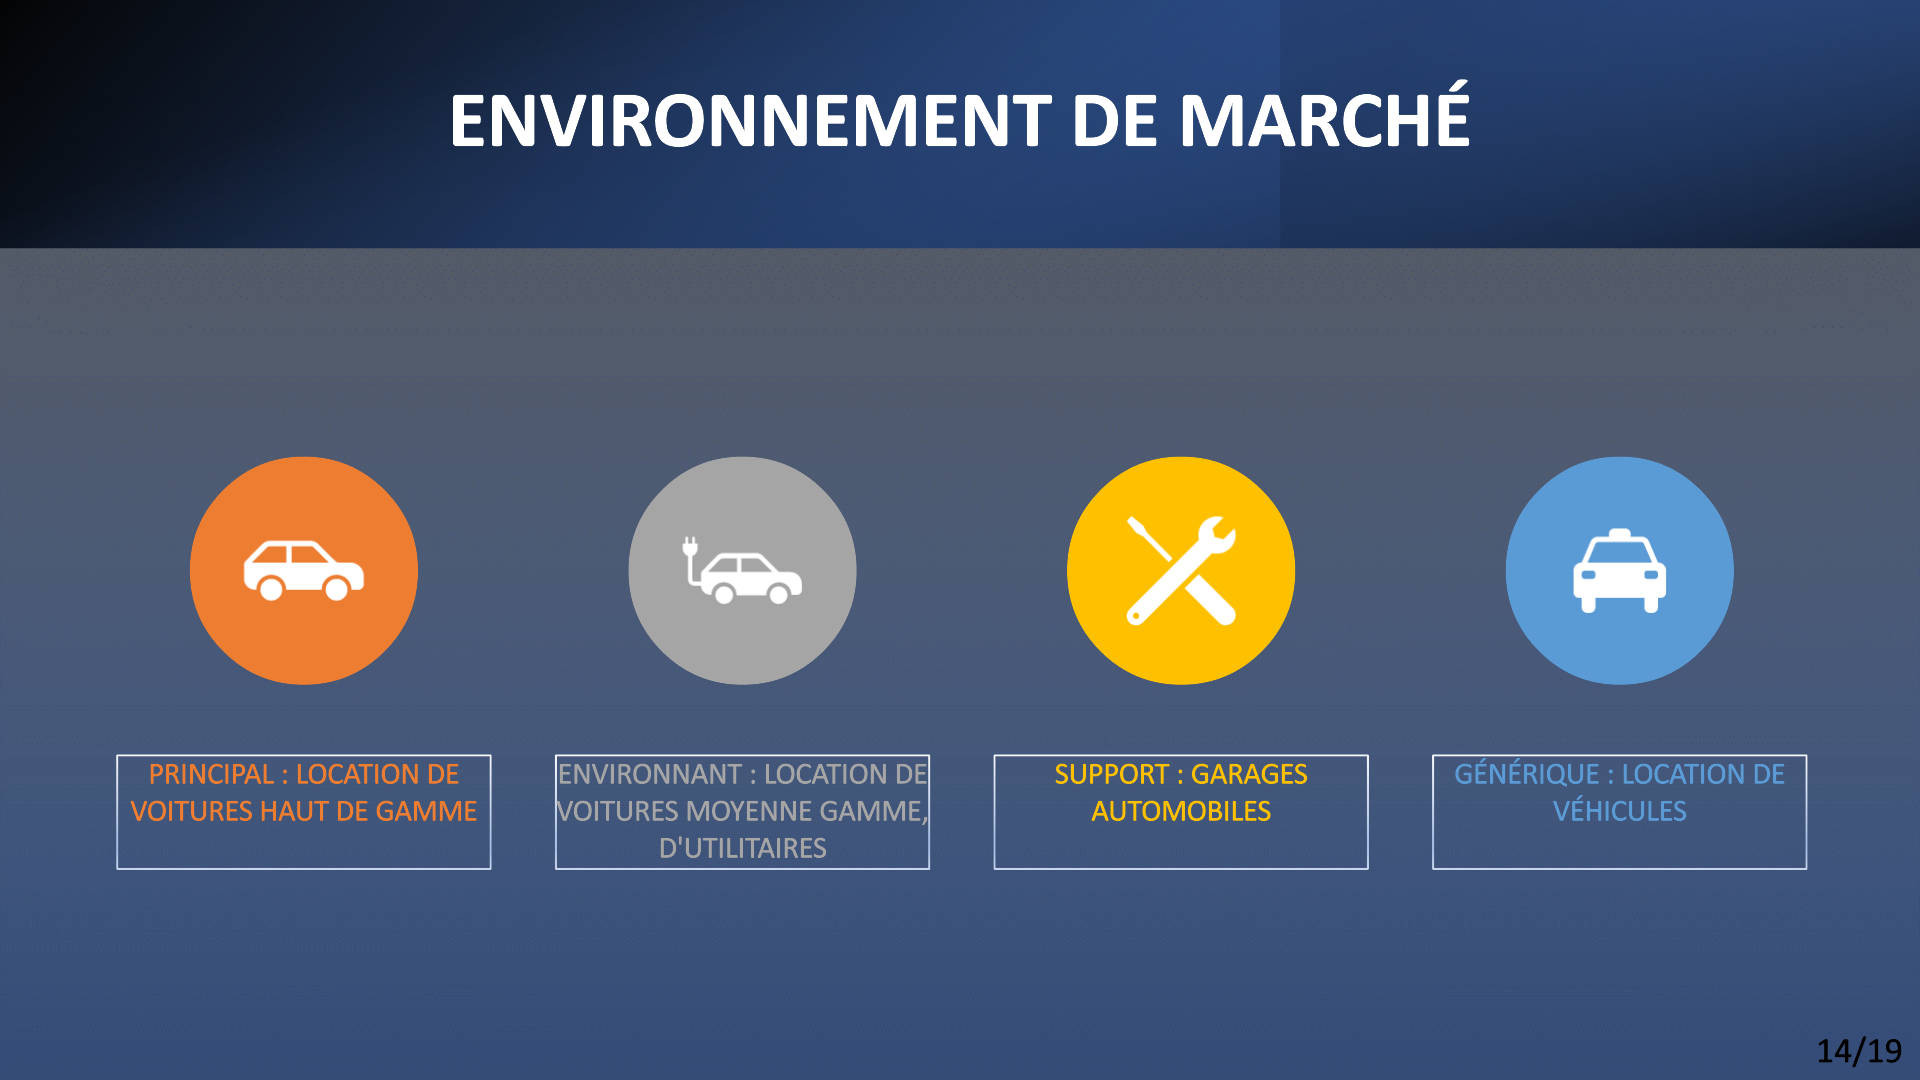 ENVIRONNEMENT DE MARCHÉ
PRINCIPAL : LOCATION DE
VOITURES HAUT DE GAMME
ENVIRONNANT : LOCATION DE
VOITURES MOYENNE GAMME,
D'UTILITAIRES
SUPPORT : GARAGES
AUTOMOBILES
GÉNÉRIQUE : LOCATION DE
VÉHICULES
14/19